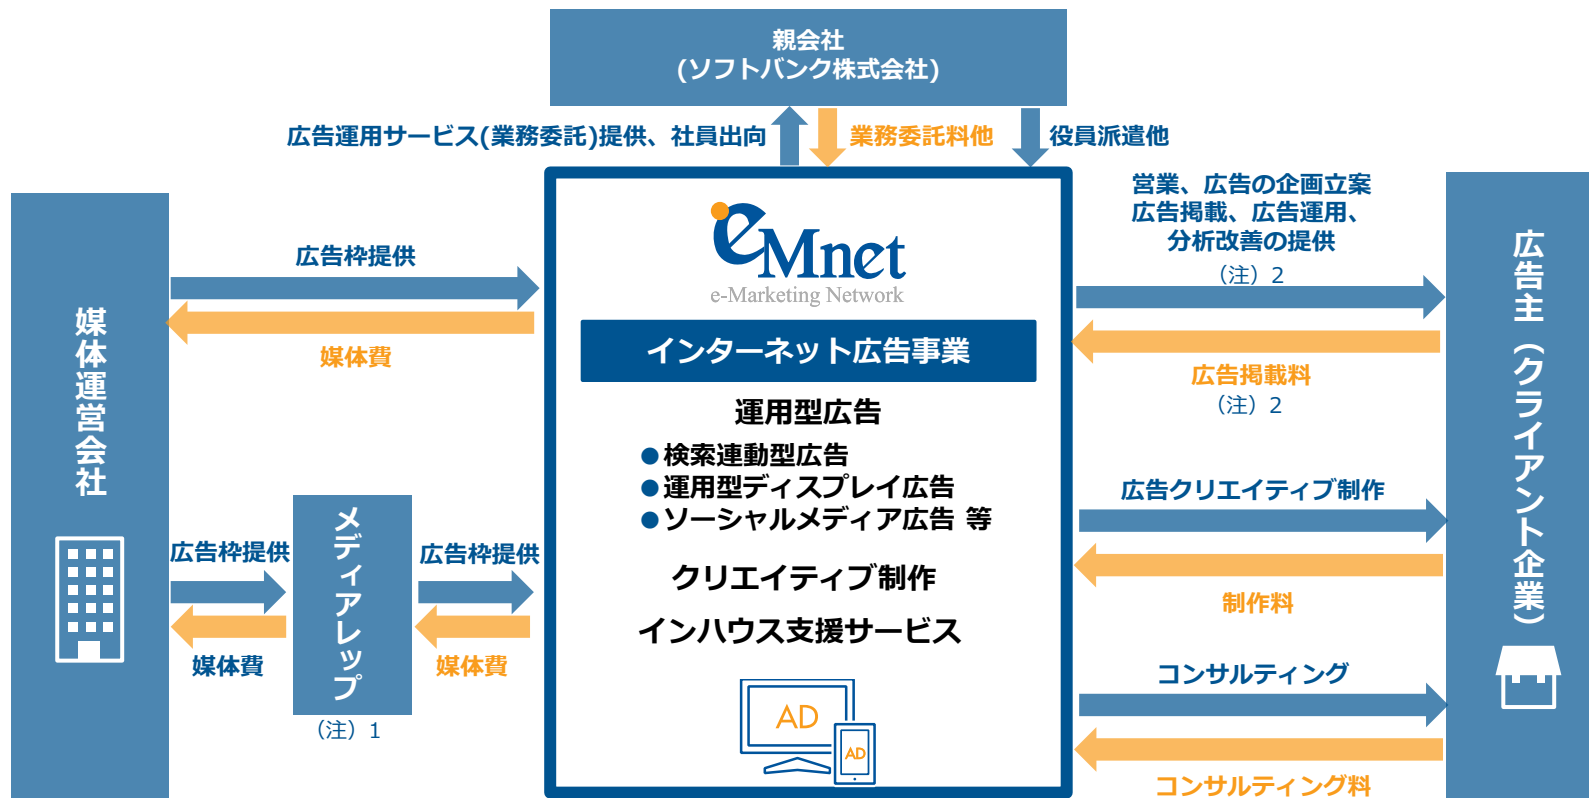 親会社
(ソフトバンク株式会社)
広告運用サービス(業務委託)提供、社員出向
業務委託料他
役員派遣他
媒体運営会社
広告枠提供
媒体費
広告枠提供
媒体費
メディアレップ
（注）1
広告枠提供
媒体費
eMnet
e-Marketing Network
インターネット広告事業
運用型広告
●検索連動型広告
●運用型ディスプレイ広告
●ソーシャルメディア広告 等
クリエイティブ制作
インハウス支援サービス
AD
AD
営業、広告の企画立案
広告掲載、広告運用、
分析改善の提供
（注）2
広告掲載料
（注）2
広告クリエイティブ制作
制作料
コンサルティング
コンサルティング料
広告主（クライアント企業）